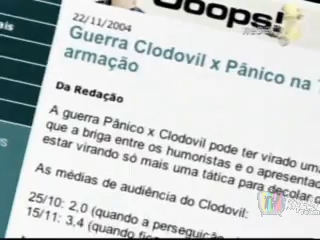 Ooops!
22/11/2004
Guerra Clodovil x Pânico na T
armação
Da Redação
A guerra Pânico x Clodovil pode ter virado uma
que a briga entre os humoristas e o apresentad
estar virando só mais uma tática para decolar
As médias de audiência do Clodovil:
25/10: 2,0 (quando a perseguição
15/11: 3,4 (quando